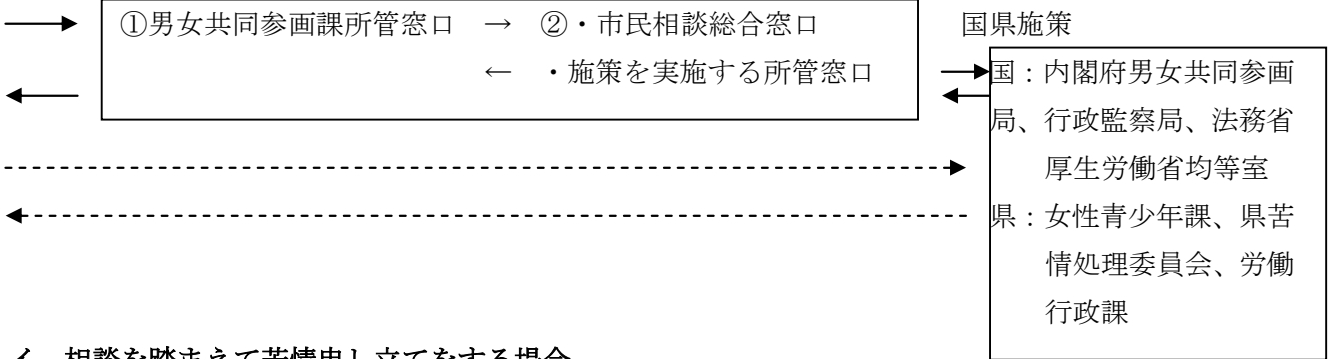 ①男女共同参画課所管窓口 → ②・市民相談総合窓口
← ・施策を実施する所管窓口
国県施策
国：内閣府男女共同参画
局、行政監察局、法務省
厚生労働省均等室
県：女性青少年課、県苦
情処理委員会、労働
行政課
イ 相談を踏まえて苦情申し立てをする場合